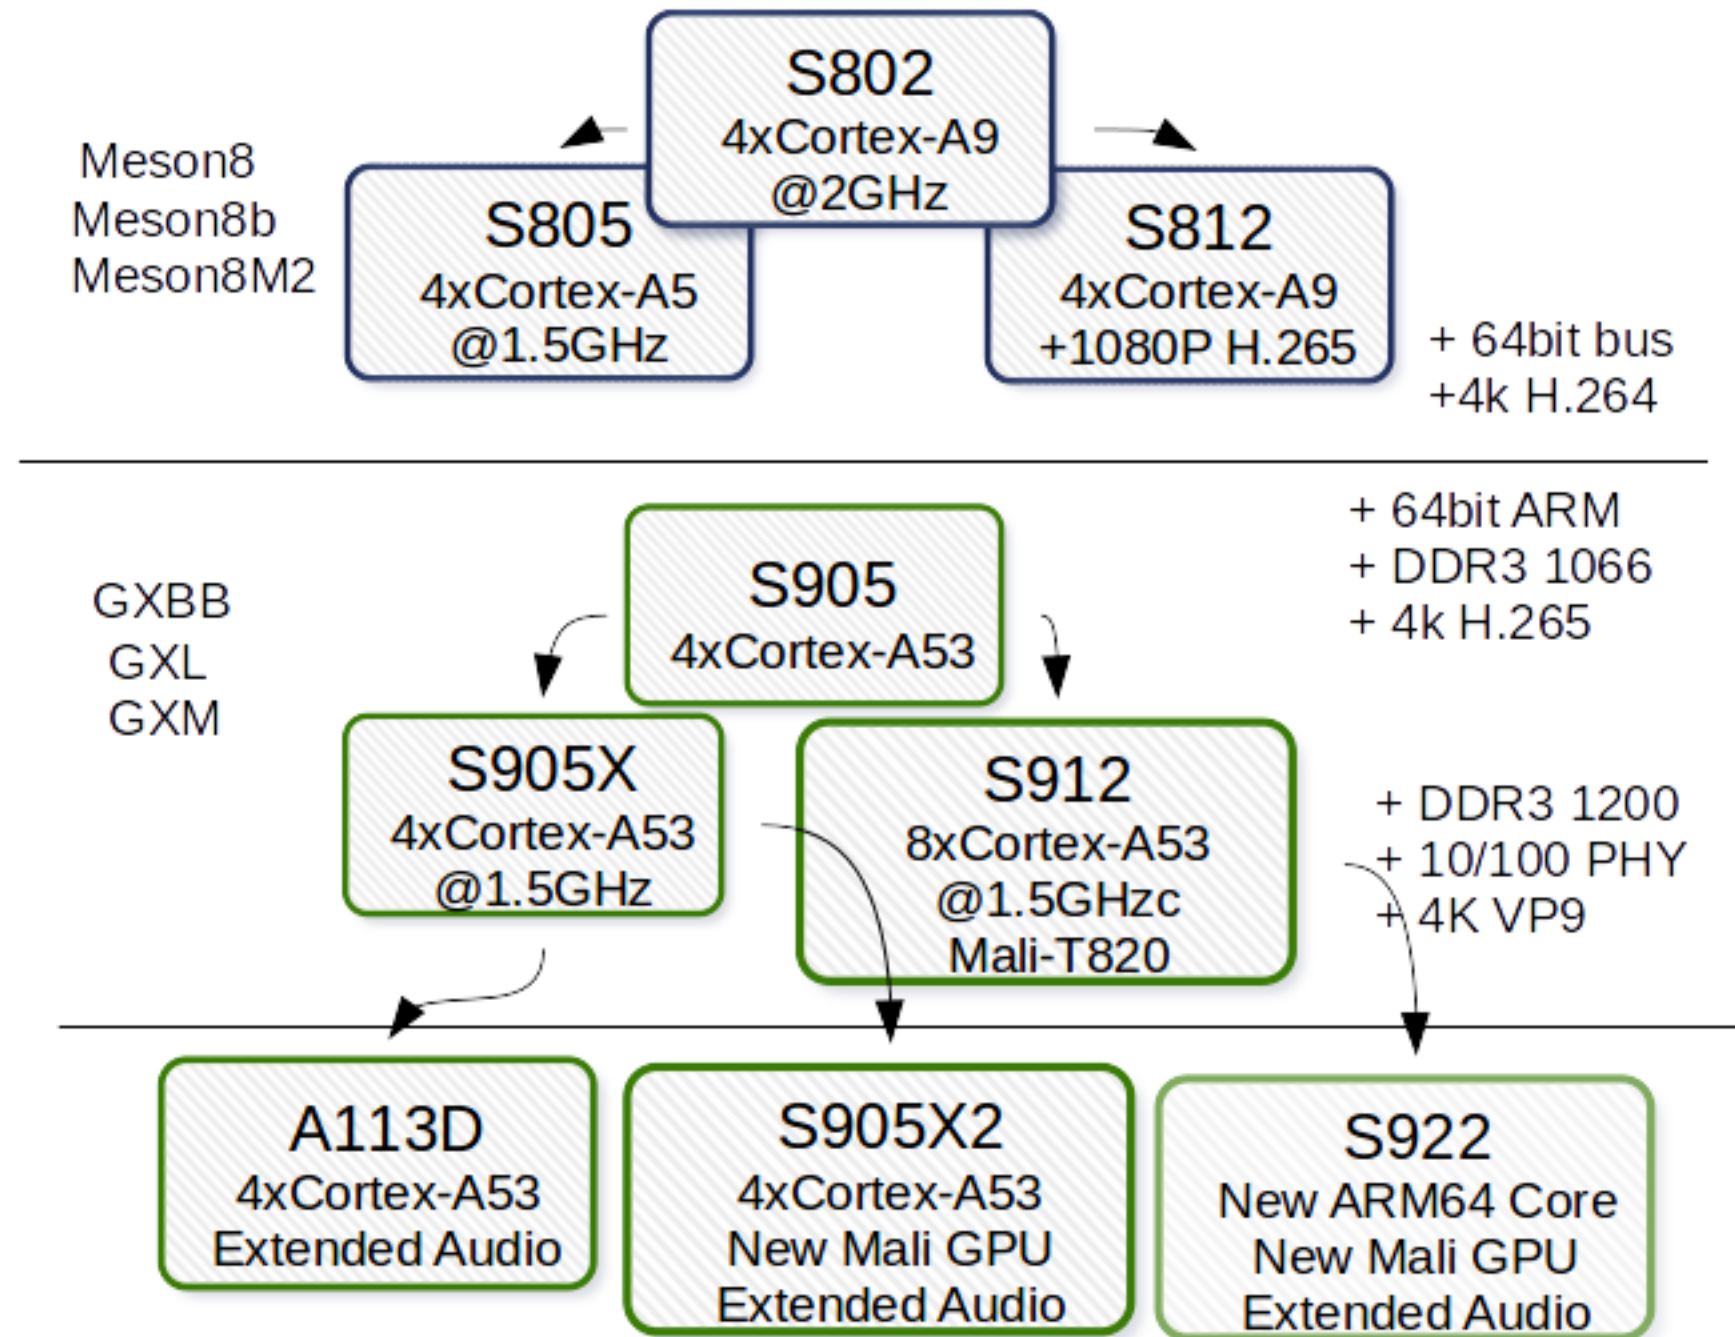 S802
4xCortex-A9
@2GHz
Meson8
Meson8b
Meson8M2
S805
4xCortex-A5
@1.5GHz
S812
4xCortex-A9
+1080P H.265
+ 64bit bus
+4k H.264
S905
4xCortex-A53
+ 64bit ARM
+ DDR3 1066
+ 4k H.265
GXBB
GXL
GXM
S905X
4xCortex-A53
@1.5GHz
S912
8xCortex-A53
@1.5GHzc
Mali-T820
+ DDR3 1200
+ 10/100 PHY
+ 4K VP9
A113D
4xCortex-A53
Extended Audio
S905X2
4xCortex-A53
New Mali GPU
Extended Audio
S922
New ARM64 Core
New Mali GPU
Extended Audio